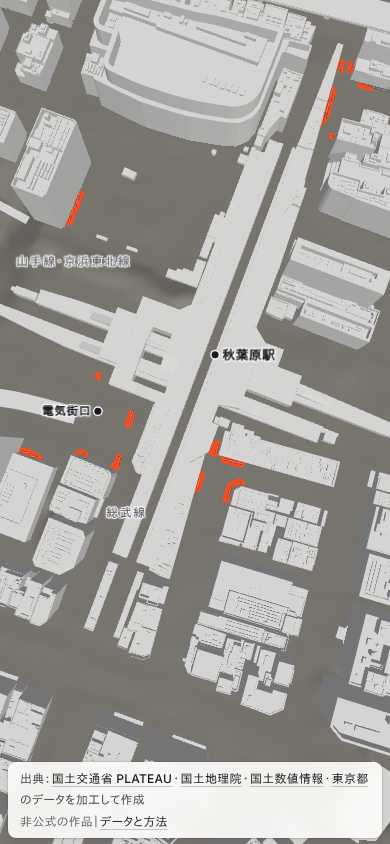 山手線・京浜東北線
秋葉原駅
電気街口
総武線
出典：国土交通省 PLATEAU・国土地理院・国土数値情報・東京都
のデータを加工して作成
非公式の作品|データと方法